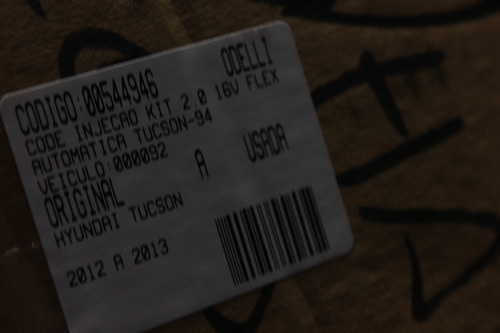 CODIGO:00544946 ODELLI
CODE INJECAO KIT 2.0 16V FLEX
AUTOMATICA TUCSON-94
VEICULO:000092 A USADA
ORIGINAL
HYUNDAI TUCSON
2012 A 2013